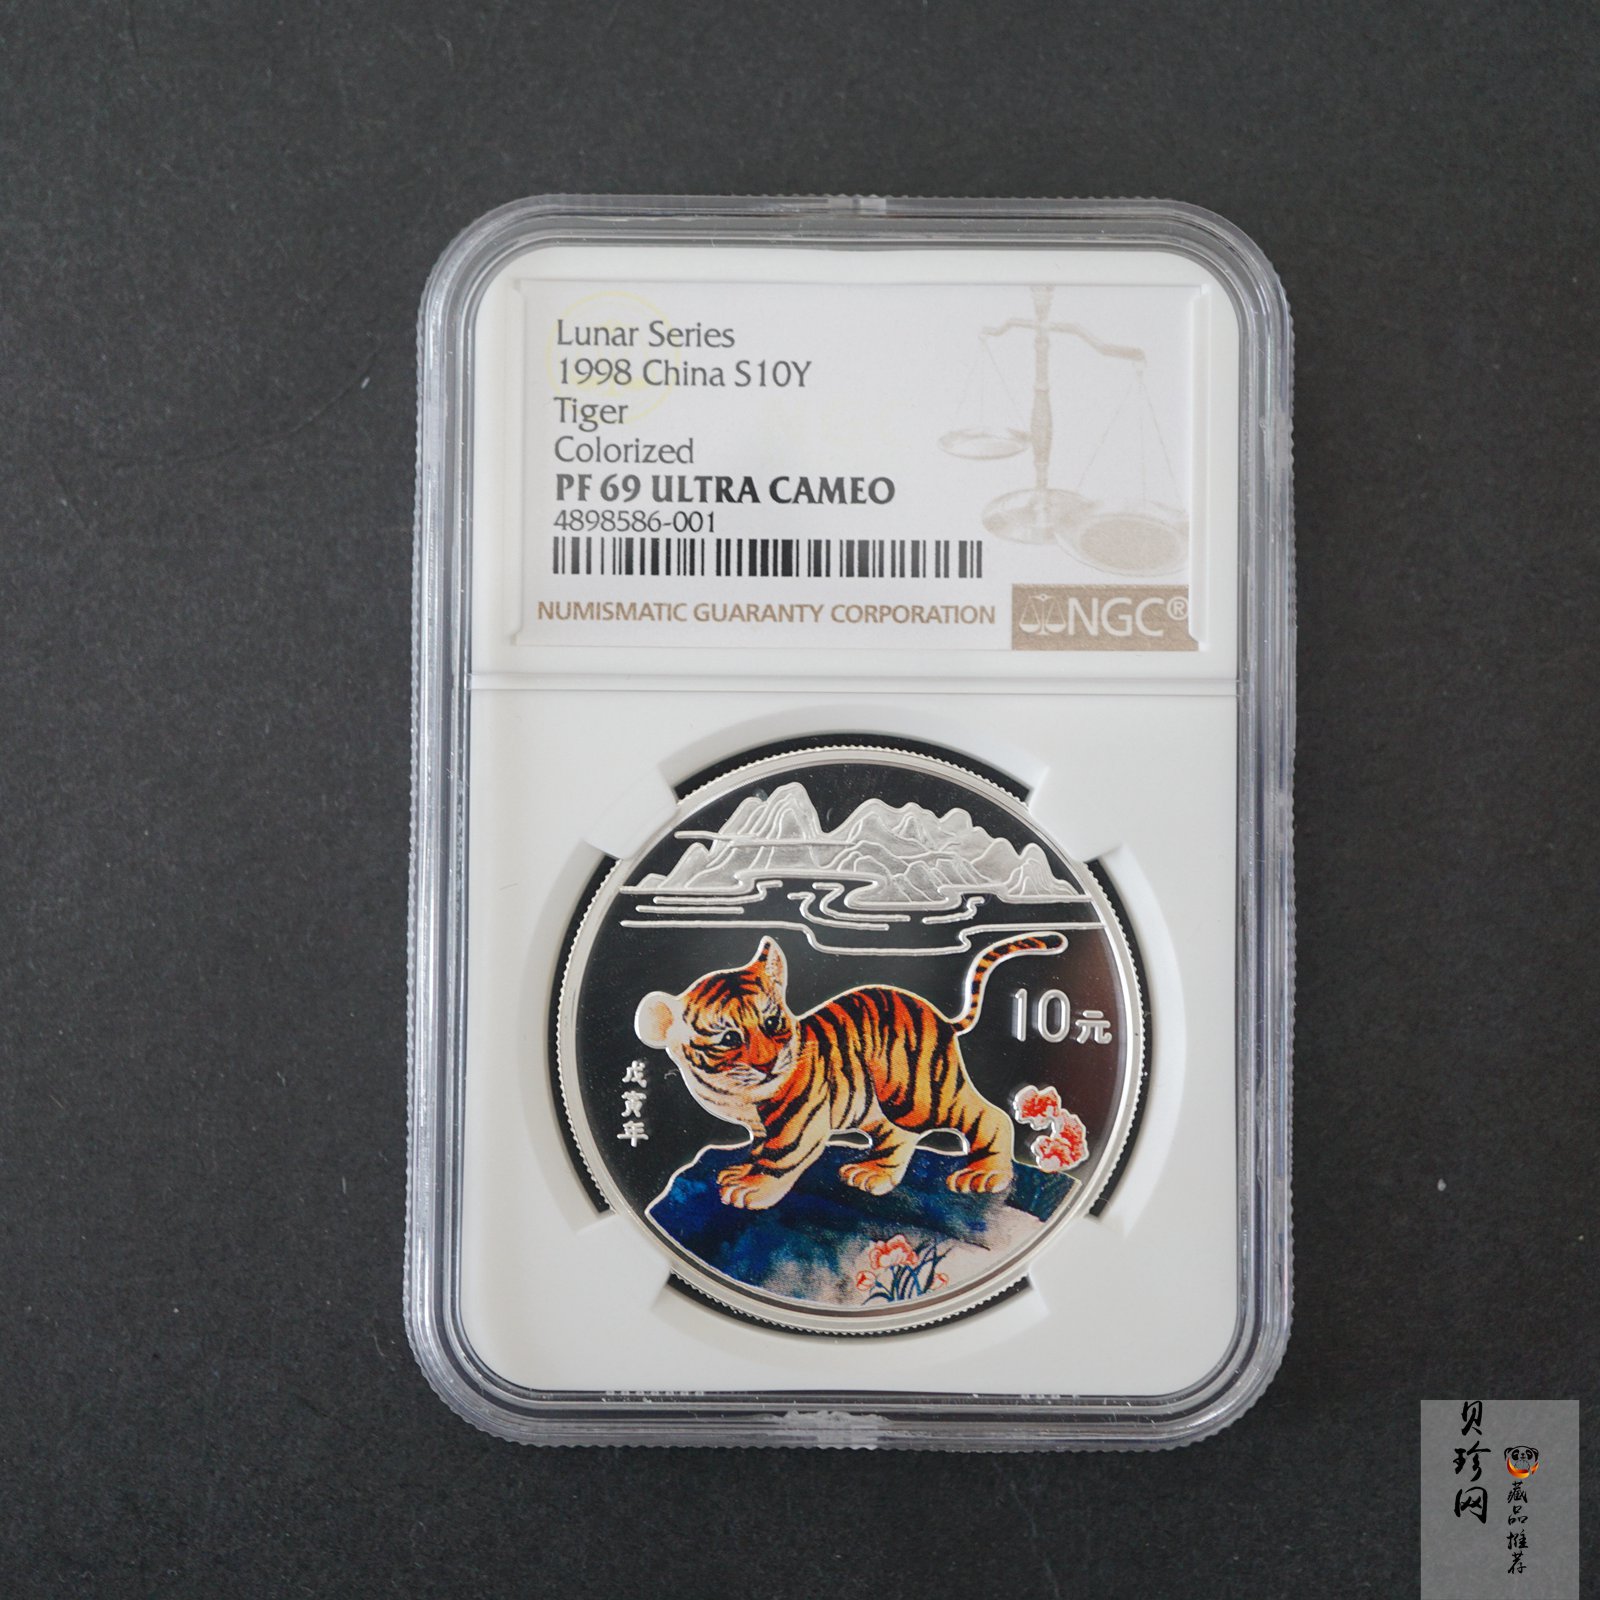 Lunar Series
1998 China S10Y
Tiger
Colorized
PF 69 ULTRA CAMEO
4898586-001
NUMISMATIC GUARANTY CORPORATION
NGC®
10元
戊寅年
贝珍网
藏品推荐